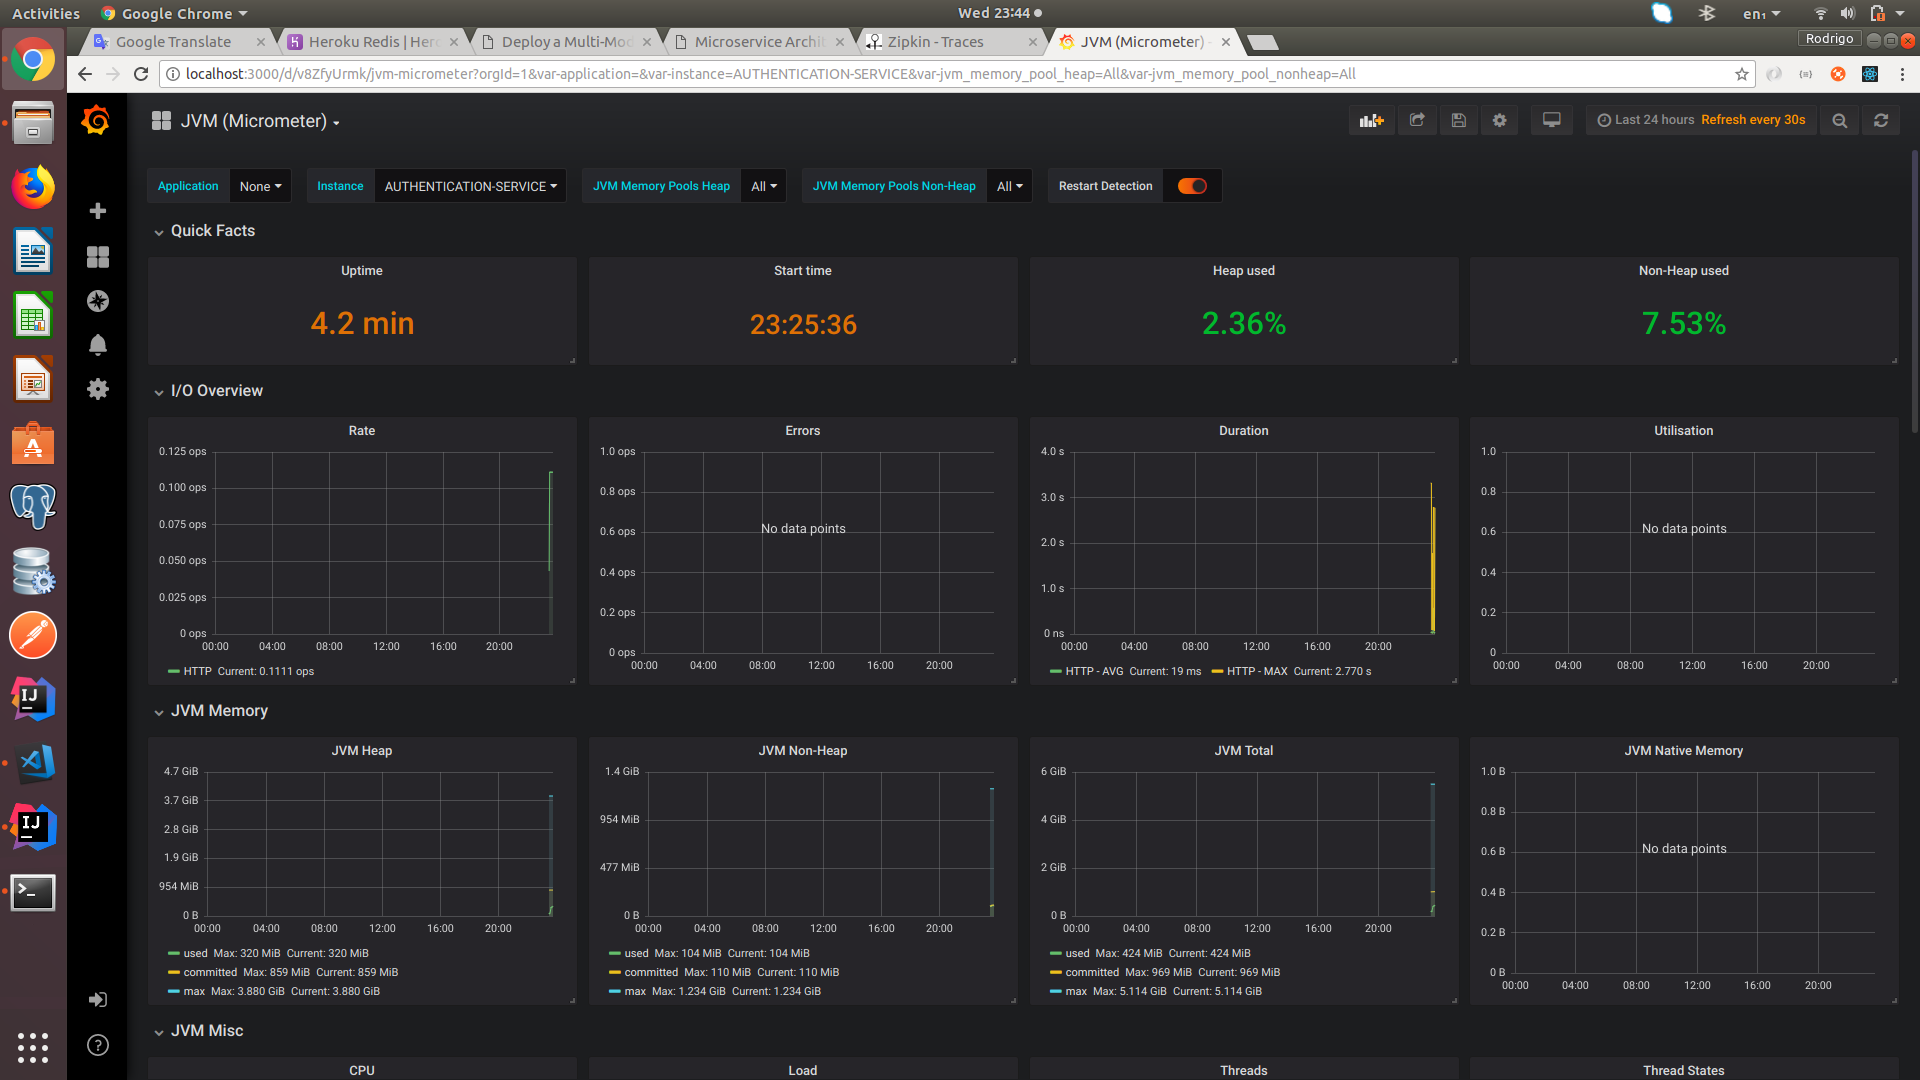 Activities Google Chrome Wed 23:44 en₁
Google Translate Heroku Redis | Her Deploy a Multi-Mod Microservice Archit Zipkin - Traces JVM (Micrometer) - Rodrigo
localhost:3000/d/v8ZfyUrmk/jvm-micrometer?orgId=1&var-application=&var-instance=AUTHENTICATION-SERVICE&var-jvm_memory_pool_heap=All&var-jvm_memory_pool_nonheap=All
JVM (Micrometer) Last 24 hours Refresh every 30s
Application None Instance AUTHENTICATION-SERVICE JVM Memory Pools Heap All JVM Memory Pools Non-Heap All Restart Detection
Quick Facts
Uptime Start time Heap used Non-Heap used
4.2 min 23:25:36 2.36% 7.53%
I/O Overview
Rate
0.125 ops
0.100 ops
0.075 ops
0.050 ops
0.025 ops
0 ops
00:00 04:00 08:00 12:00 16:00 20:00
HTTP Current: 0.1111 ops
Errors
1.0 ops
0.8 ops
No data points
0.6 ops
0.4 ops
0.2 ops
0 ops
00:00 04:00 08:00 12:00 16:00 20:00
Duration
4.0 s
3.0 s
2.0 s
1.0 s
0 ns
00:00 04:00 08:00 12:00 16:00 20:00
HTTP - AVG Current: 19 ms HTTP - MAX Current: 2.770 s
Utilisation
1.0
0.8
No data points
0.6
0.4
0.2
0
00:00 04:00 08:00 12:00 16:00 20:00
JVM Memory
JVM Heap
4.7 GiB
3.7 GiB
2.8 GiB
1.9 GiB
954 MiB
0 B
00:00 04:00 08:00 12:00 16:00 20:00
used Max: 320 MiB Current: 320 MiB
committed Max: 859 MiB Current: 859 MiB
max Max: 3.880 GiB Current: 3.880 GiB
JVM Non-Heap
1.4 GiB
954 MiB
477 MiB
0 B
00:00 04:00 08:00 12:00 16:00 20:00
used Max: 104 MiB Current: 104 MiB
committed Max: 110 MiB Current: 110 MiB
max Max: 1.234 GiB Current: 1.234 GiB
JVM Total
6 GiB
4 GiB
2 GiB
0 B
00:00 04:00 08:00 12:00 16:00 20:00
used Max: 424 MiB Current: 424 MiB
committed Max: 969 MiB Current: 969 MiB
max Max: 5.114 GiB Current: 5.114 GiB
JVM Native Memory
1.0 B
0.8 B
No data points
0.6 B
0.4 B
0.2 B
0 B
00:00 04:00 08:00 12:00 16:00 20:00
JVM Misc
CPU Load Threads Thread States